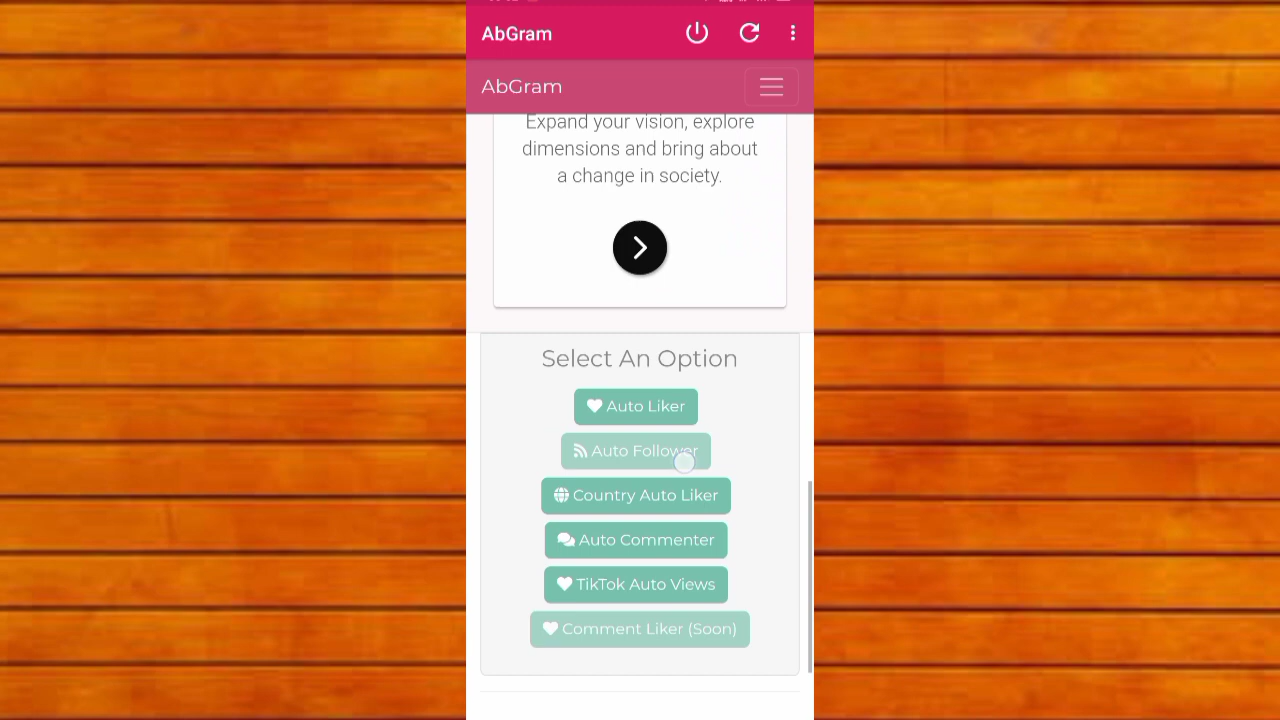 AbGram
AbGram
Expand your vision, explore
dimensions and bring about
a change in society.
Select An Option
Auto Liker
Auto Follower
Country Auto Liker
Auto Commenter
TikTok Auto Views
Comment Liker (Soon)